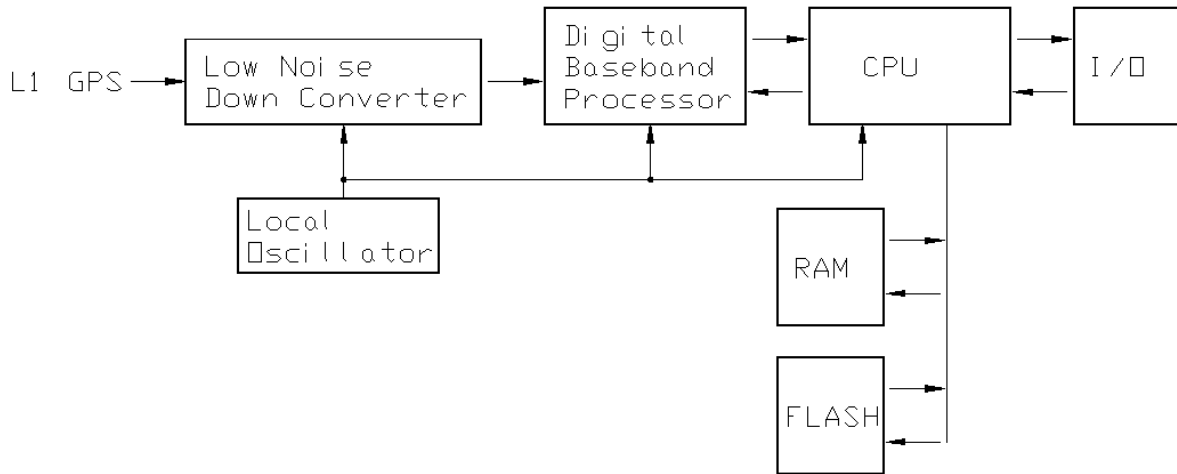 L1 GPS
Low Noise
Down Converter
Digital
Baseband
Processor
CPU
I/O
Local
Oscillator
RAM
FLASH